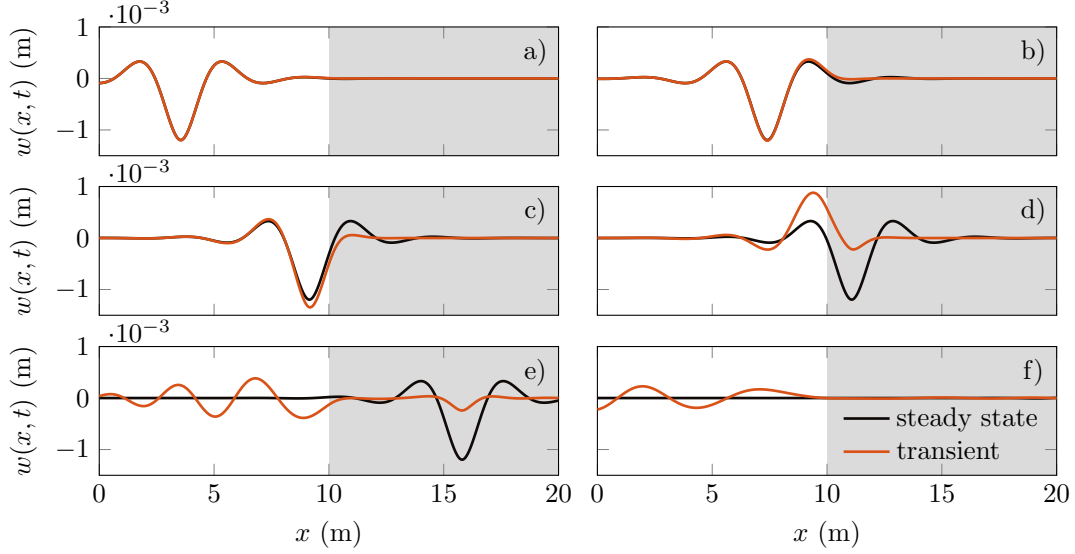 ·10⁻³
1
0
−1
w(x, t) (m)
a)
b)
·10⁻³
1
0
−1
w(x, t) (m)
c)
d)
·10⁻³
1
0
−1
w(x, t) (m)
e)
f)
steady state
transient
0 5 10 15 20
0 5 10 15 20
x (m)
x (m)